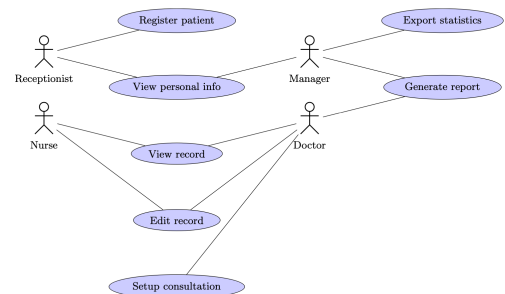 Register patient
Export statistics
Receptionist
Manager
View personal info
Generate report
Nurse
Doctor
View record
Edit record
Setup consultation